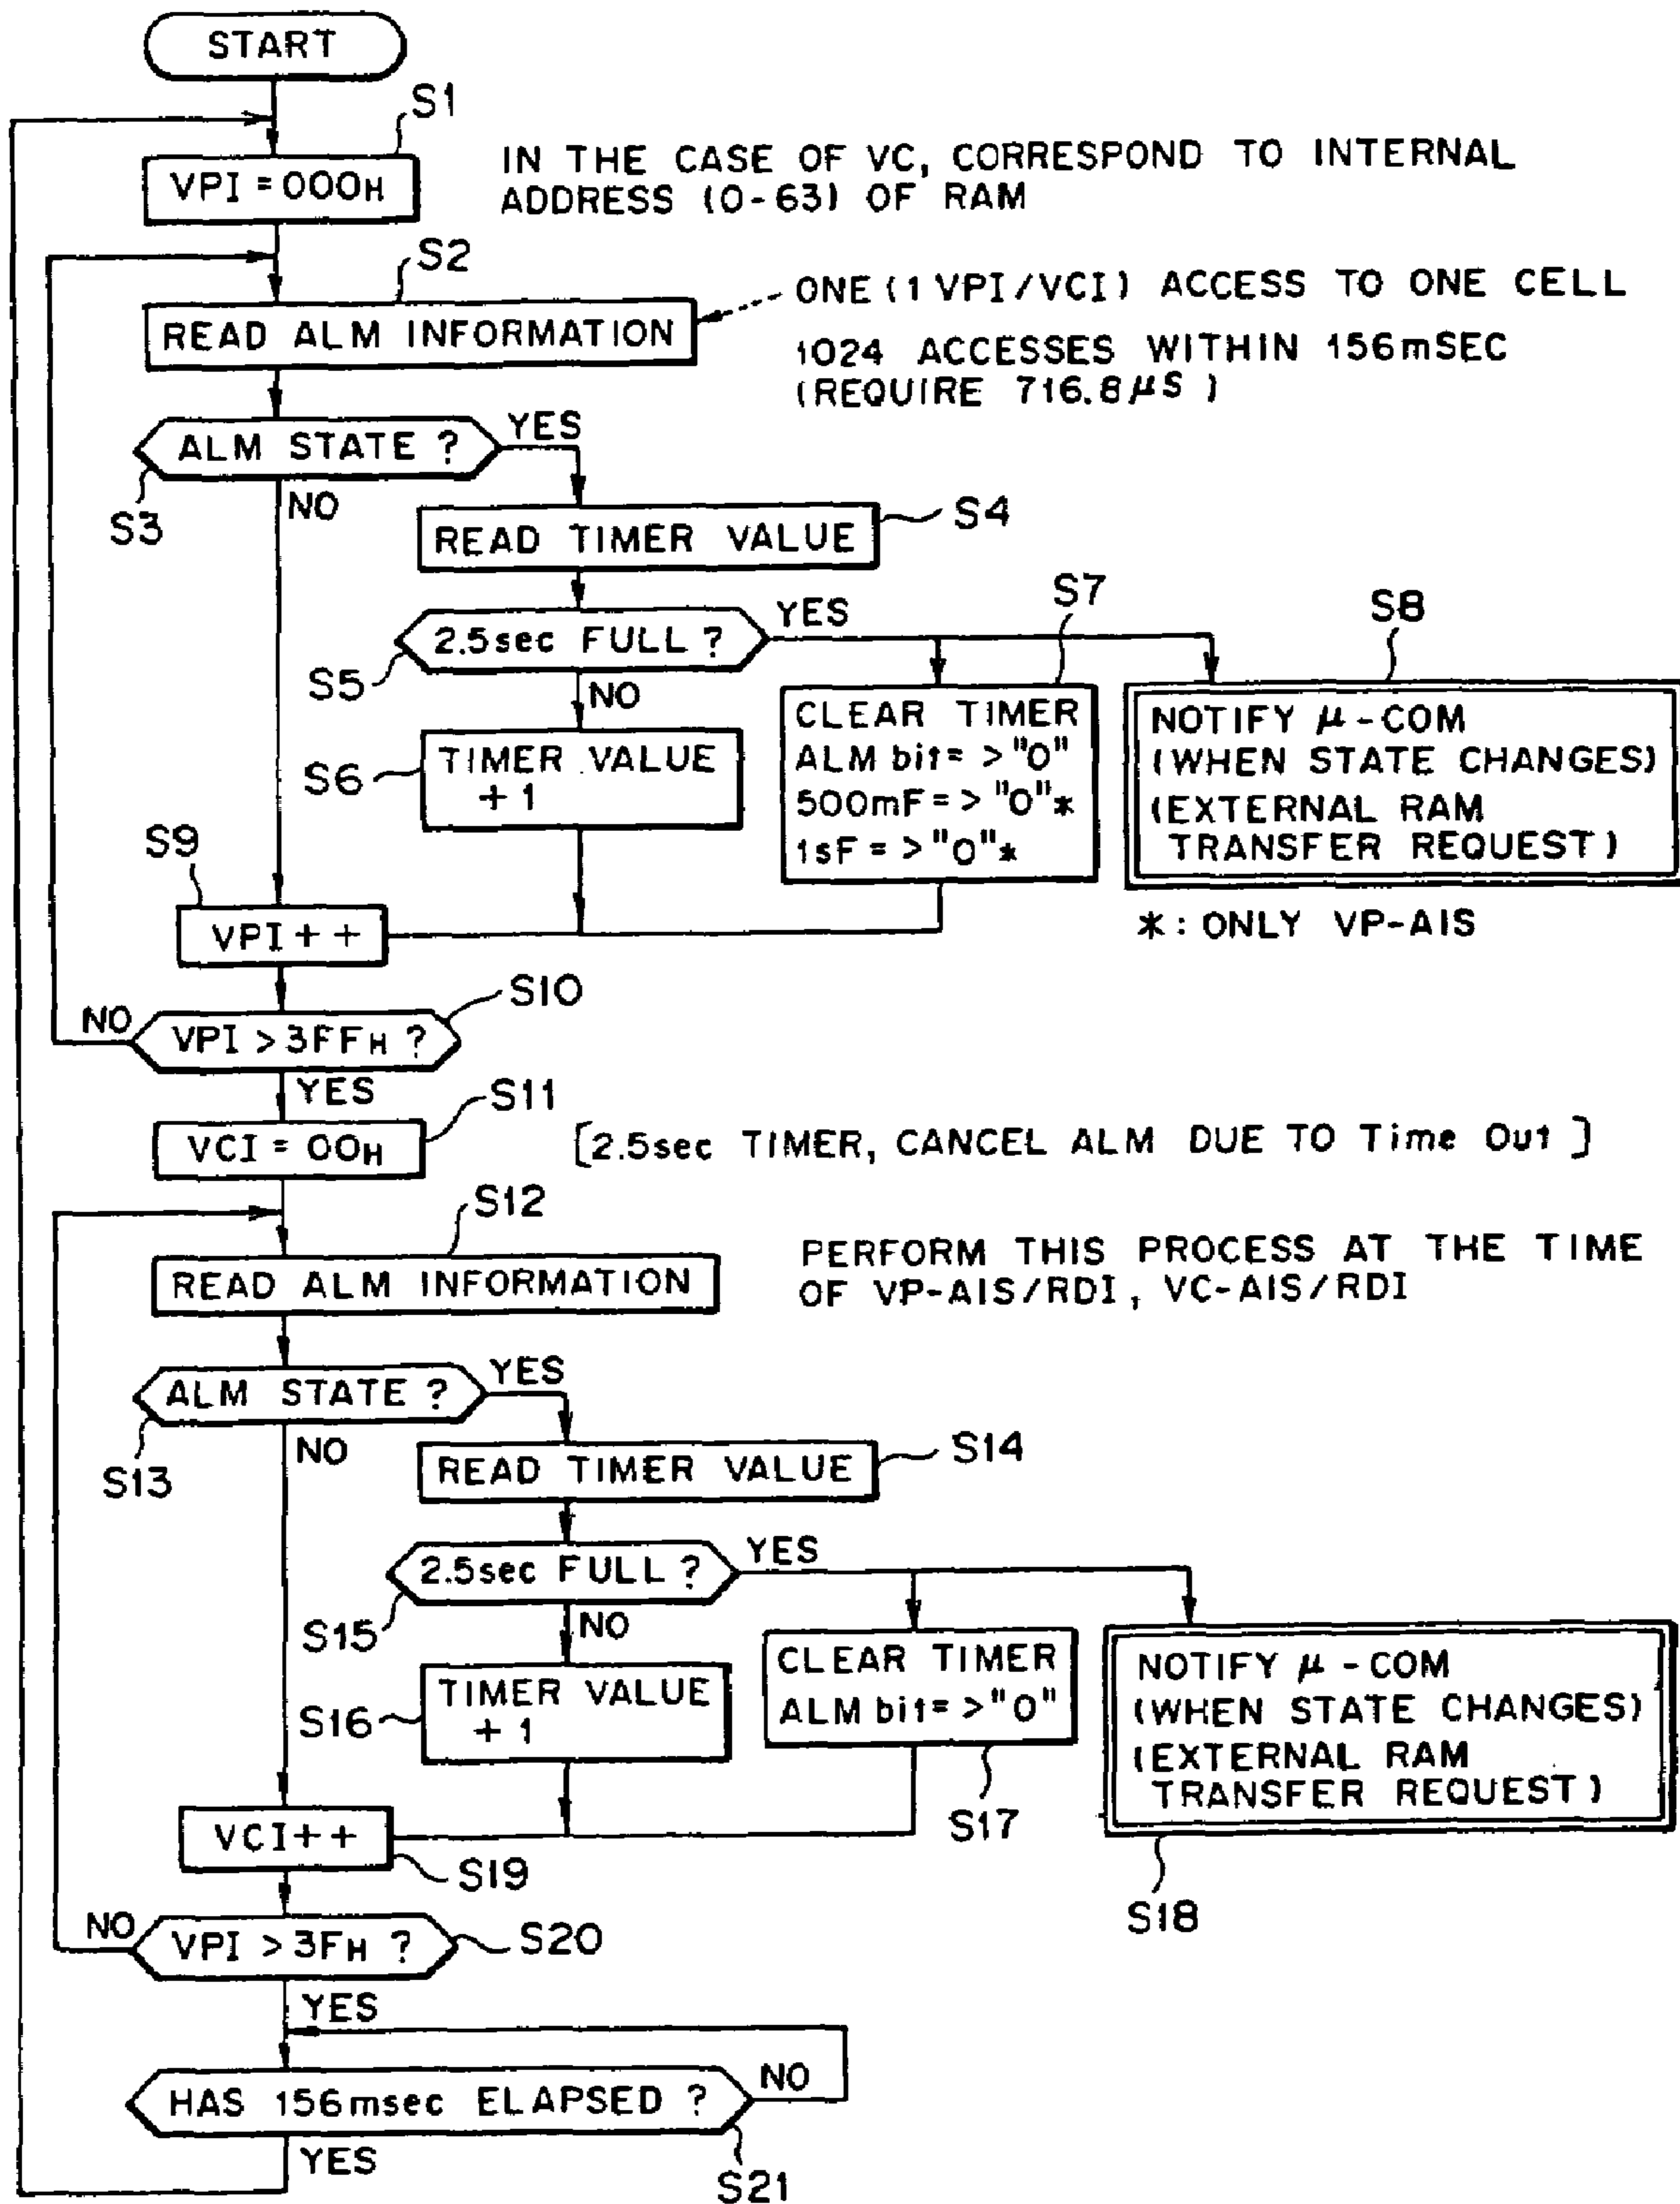 START
S1
VPI = 000H
IN THE CASE OF VC, CORRESPOND TO INTERNAL
ADDRESS (0-63) OF RAM
S2
READ ALM INFORMATION
ONE (1 VPI/VCI) ACCESS TO ONE CELL
1024 ACCESSES WITHIN 156mSEC
(REQUIRE 716.8μS)
ALM STATE ?
YES
NO
S3
READ TIMER VALUE
S4
2.5sec FULL ?
YES
S5
NO
S7
S8
TIMER VALUE
+ 1
S6
CLEAR TIMER
ALM bit= >"0"
500mF= >"0"*
1sF= >"0"*
NOTIFY μ-COM
(WHEN STATE CHANGES)
(EXTERNAL RAM
TRANSFER REQUEST)
*: ONLY VP-AIS
S9
VPI++
S10
NO
VPI > 3FFH ?
YES
S11
VCI = 00H
[2.5sec TIMER, CANCEL ALM DUE TO Time Out]
S12
READ ALM INFORMATION
PERFORM THIS PROCESS AT THE TIME
OF VP-AIS/RDI, VC-AIS/RDI
ALM STATE ?
YES
NO
S13
READ TIMER VALUE
S14
2.5sec FULL ?
YES
S15
NO
TIMER VALUE
+ 1
S16
CLEAR TIMER
ALM bit= >"0"
S17
NOTIFY μ-COM
(WHEN STATE CHANGES)
(EXTERNAL RAM
TRANSFER REQUEST)
S18
VCI++
S19
NO
VPI > 3FH ?
S20
YES
HAS 156msec ELAPSED ?
NO
YES
S21